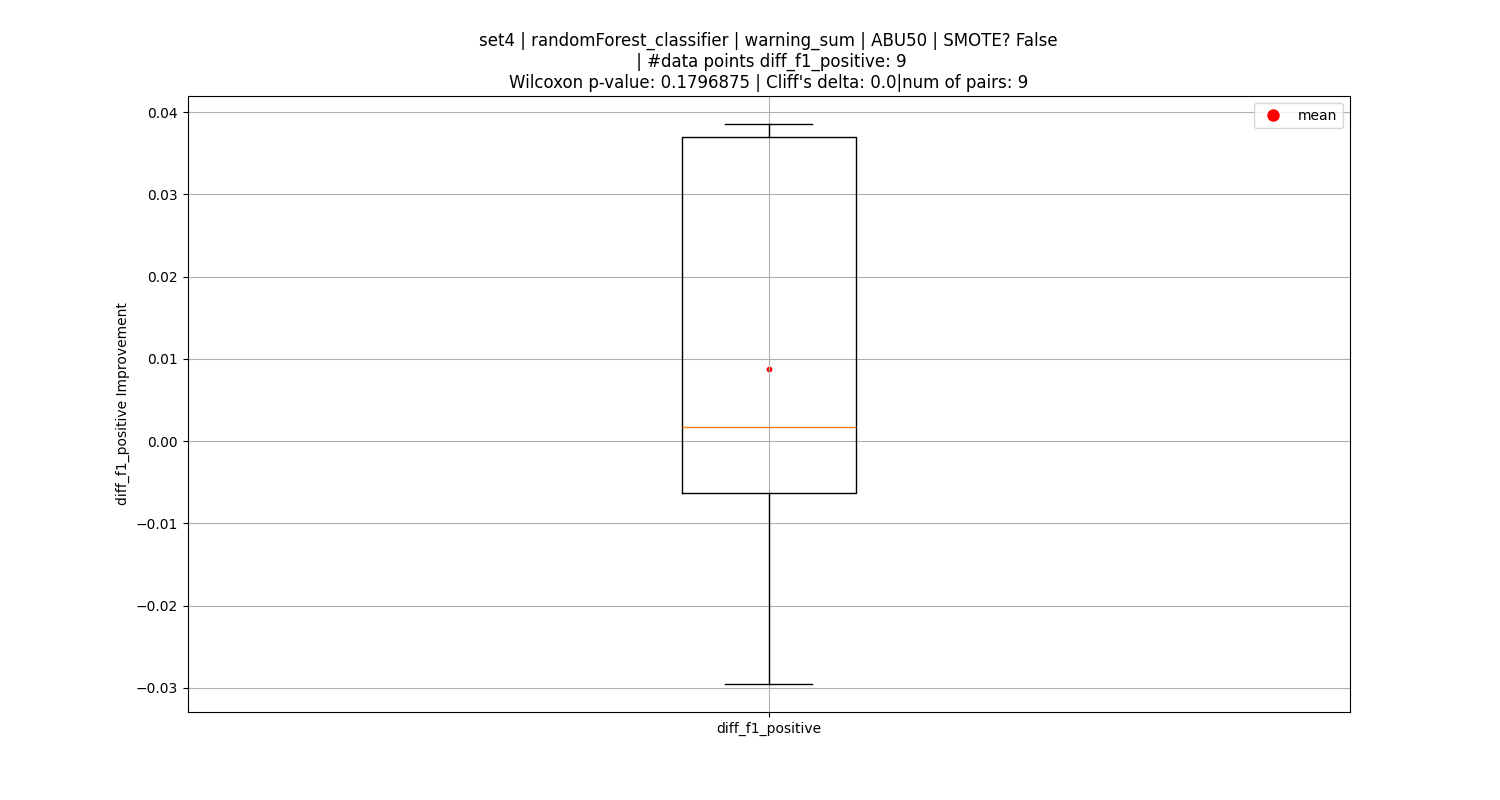 set4 | randomForest_classifier | warning_sum | ABU50 | SMOTE? False
| #data points diff_f1_positive: 9
Wilcoxon p-value: 0.1796875 | Cliff's delta: 0.0|num of pairs: 9
mean
0.04
0.03
0.02
0.01
0.00
−0.01
−0.02
−0.03
diff_f1_positive Improvement
diff_f1_positive